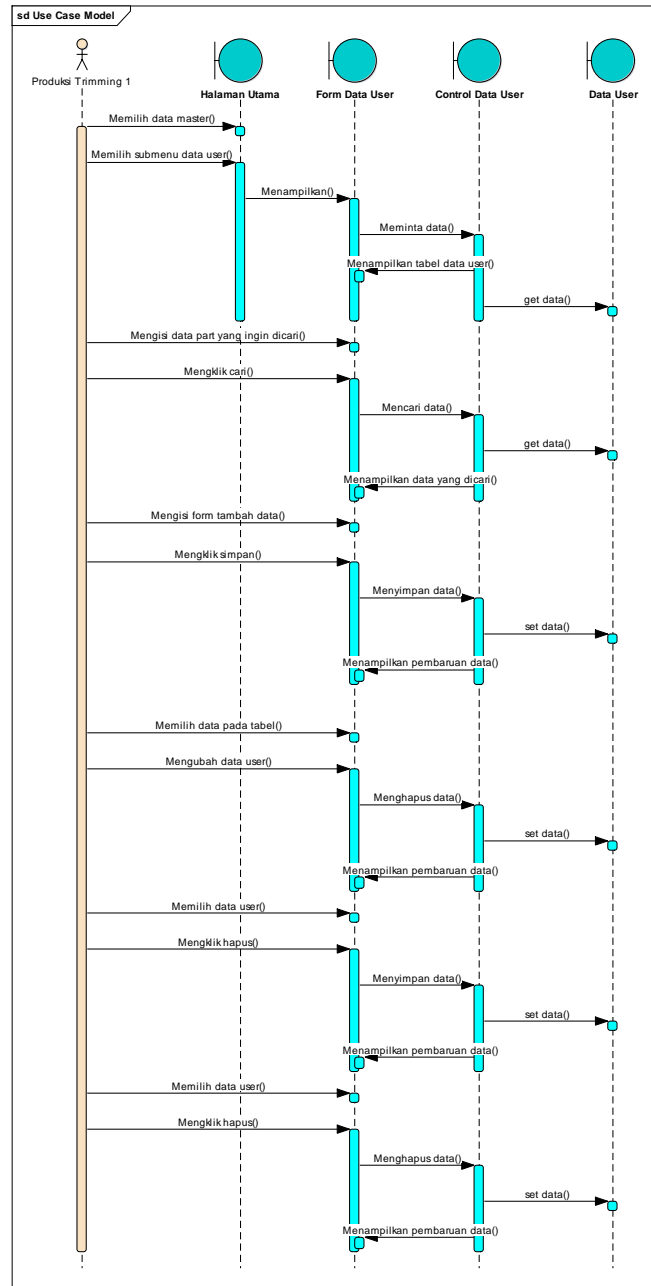 sd Use Case Model
Produksi Trimming 1
Halaman Utama
Form Data User
Control Data User
Data User
Memilih data master()
Memilih submenu data user()
Menampilkan()
Meminta data()
Menampilkan tabel data user()
get data()
Mengisi data part yang ingin dicari()
Mengklik cari()
Mencari data()
get data()
Menampilkan data yang dicari()
Mengisi form tambah data()
Mengklik simpan()
Menyimpan data()
set data()
Menampilkan pembaruan data()
Memilih data pada tabel()
Mengubah data user()
Menghapus data()
set data()
Menampilkan pembaruan data()
Memilih data user()
Mengklik hapus()
Menyimpan data()
set data()
Menampilkan pembaruan data()
Memilih data user()
Mengklik hapus()
Menghapus data()
set data()
Menampilkan pembaruan data()